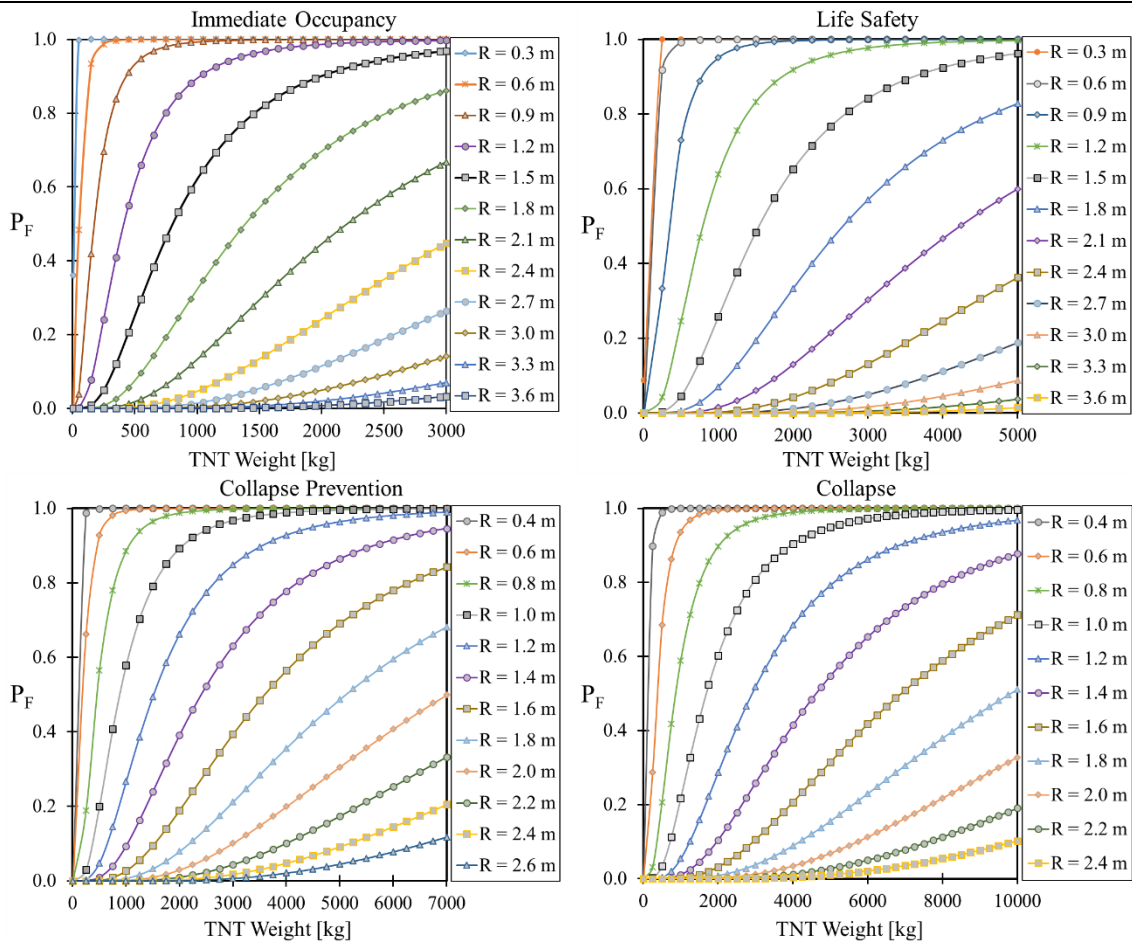 Immediate Occupancy
1.0
0.8
0.6
0.4
0.2
0.0
P_F
0 500 1000 1500 2000 2500 3000
TNT Weight [kg]
R = 0.3 m
R = 0.6 m
R = 0.9 m
R = 1.2 m
R = 1.5 m
R = 1.8 m
R = 2.1 m
R = 2.4 m
R = 2.7 m
R = 3.0 m
R = 3.3 m
R = 3.6 m
Life Safety
1.0
0.8
0.6
0.4
0.2
0.0
P_F
0 1000 2000 3000 4000 5000
TNT Weight [kg]
R = 0.3 m
R = 0.6 m
R = 0.9 m
R = 1.2 m
R = 1.5 m
R = 1.8 m
R = 2.1 m
R = 2.4 m
R = 2.7 m
R = 3.0 m
R = 3.3 m
R = 3.6 m
Collapse Prevention
1.0
0.8
0.6
0.4
0.2
0.0
P_F
0 1000 2000 3000 4000 5000 6000 7000
TNT Weight [kg]
R = 0.4 m
R = 0.6 m
R = 0.8 m
R = 1.0 m
R = 1.2 m
R = 1.4 m
R = 1.6 m
R = 1.8 m
R = 2.0 m
R = 2.2 m
R = 2.4 m
R = 2.6 m
Collapse
1.0
0.8
0.6
0.4
0.2
0.0
P_F
0 2000 4000 6000 8000 10000
TNT Weight [kg]
R = 0.4 m
R = 0.6 m
R = 0.8 m
R = 1.0 m
R = 1.2 m
R = 1.4 m
R = 1.6 m
R = 1.8 m
R = 2.0 m
R = 2.2 m
R = 2.4 m